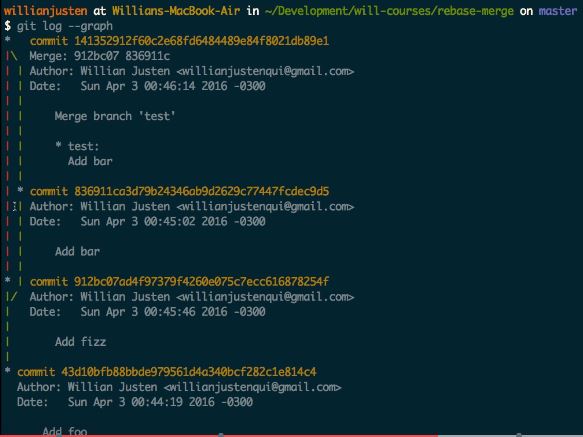 willianjusten at Willians-MacBook-Air in ~/Development/will-courses/rebase-merge on master
$ git log --graph
*   commit 141352912f60c2e68fd6484489e84f8021db89e1
|\  Merge: 912bc07 836911c
| | Author: Willian Justen <willianjustenqui@gmail.com>
| | Date:   Sun Apr 3 00:46:14 2016 -0300
| |
| |     Merge branch 'test'
| |
| |     * test:
| |       Add bar
| |
| * commit 836911ca3d79b24346ab9d2629c77447fcdec9d5
| | Author: Willian Justen <willianjustenqui@gmail.com>
| | Date:   Sun Apr 3 00:45:02 2016 -0300
| |
| |     Add bar
| |
* | commit 912bc07ad4f97379f4260e075c7ecc616878254f
|/  Author: Willian Justen <willianjustenqui@gmail.com>
|   Date:   Sun Apr 3 00:45:46 2016 -0300
|
|       Add fizz
|
* commit 43d10bfb88bbde979561d4a340bcf282c1e814c4
  Author: Willian Justen <willianjustenqui@gmail.com>
  Date:   Sun Apr 3 00:44:19 2016 -0300

      Add foo